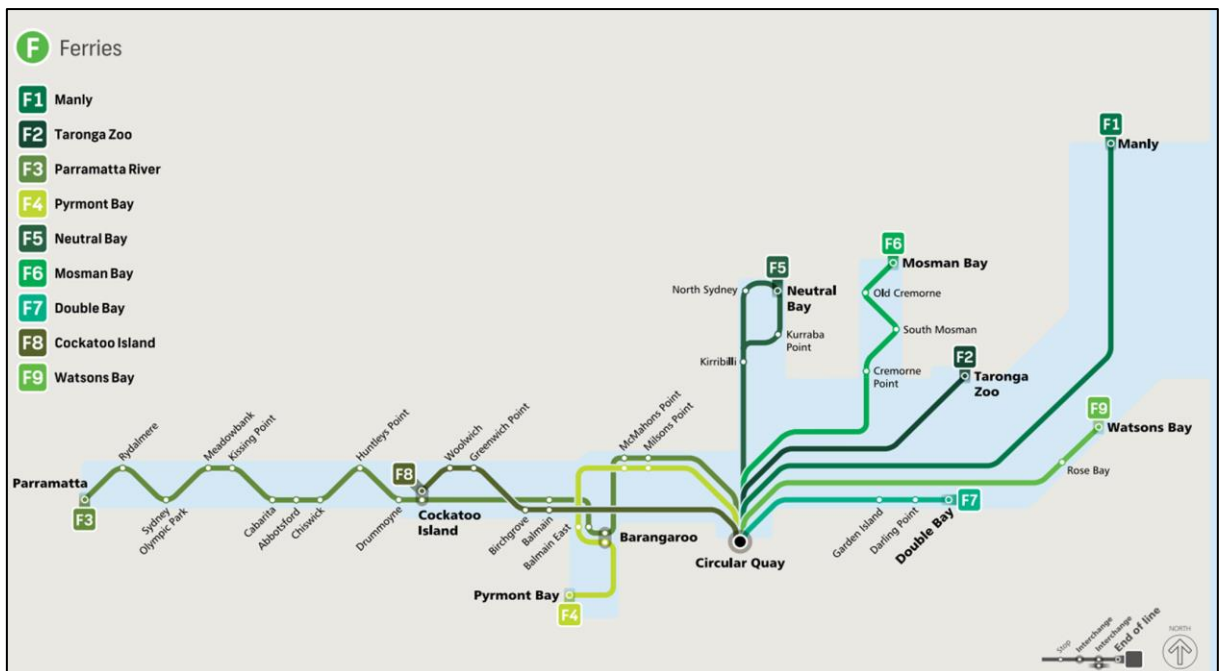 F Ferries
F1 Manly
F2 Taronga Zoo
F3 Parramatta River
F4 Pyrmont Bay
F5 Neutral Bay
F6 Mosman Bay
F7 Double Bay
F8 Cockatoo Island
F9 Watsons Bay
F1
Manly
F6
Mosman Bay
F5
North Sydney
Neutral
Bay
Old Cremorne
South Mosman
Kurraba
Point
Kirribilli
Cremorne
Point
F2
Taronga
Zoo
F9
Watsons Bay
Rose Bay
Parramatta
F3
Rydalmere
Sydney
Olympic Park
Meadowbank
Kissing Point
Cabarita
Abbotsford
Chiswick
Huntleys Point
Drummoyne
F8
Cockatoo
Island
Woolwich
Greenwich Point
Birchgrove
Balmain
Balmain East
McMahons Point
Milsons Point
Barangaroo
Pyrmont Bay
F4
Circular Quay
Garden Island
Darling Point
Double Bay
F7
Stop
Interchange
Interchange
End of line
NORTH